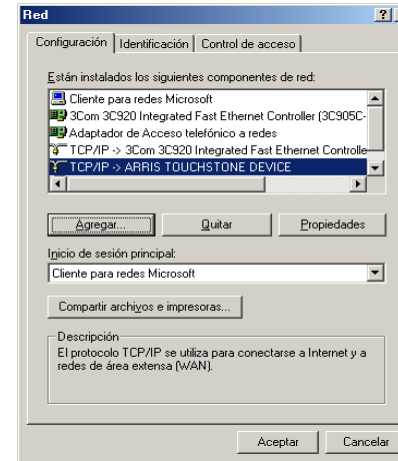 Red
Configuración Identificación Control de acceso
Están instalados los siguientes componentes de red:
Cliente para redes Microsoft
3Com 3C920 Integrated Fast Ethernet Controller (3C905C-
Adaptador de Acceso telefónico a redes
TCP/IP -> 3Com 3C920 Integrated Fast Ethernet Controlle
TCP/IP -> ARRIS TOUCHSTONE DEVICE
Agregar... Quitar Propiedades
Inicio de sesión principal:
Cliente para redes Microsoft
Compartir archivos e impresoras...
Descripción
El protocolo TCP/IP se utiliza para conectarse a Internet y a
redes de área extensa (WAN).
Aceptar Cancelar